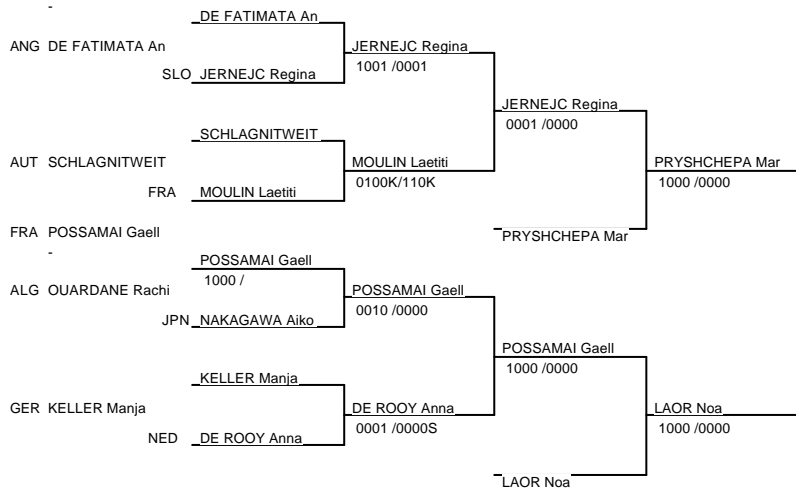 -
DE FATIMATA An
ANG DE FATIMATA An
JERNEJC Regina
1001 /0001
SLO JERNEJC Regina
JERNEJC Regina
0001 /0000
SCHLAGNITWEIT
AUT SCHLAGNITWEIT
MOULIN Laetiti
0100K/110K
PRYSHCHEPA Mar
1000 /0000
FRA MOULIN Laetiti
FRA POSSAMAI Gaell
PRYSHCHEPA Mar
-
POSSAMAI Gaell
1000 /
ALG OUARDANE Rachi
POSSAMAI Gaell
0010 /0000
JPN NAKAGAWA Aiko
POSSAMAI Gaell
1000 /0000
KELLER Manja
GER KELLER Manja
DE ROOY Anna
0001 /0000S
LAOR Noa
1000 /0000
NED DE ROOY Anna
LAOR Noa